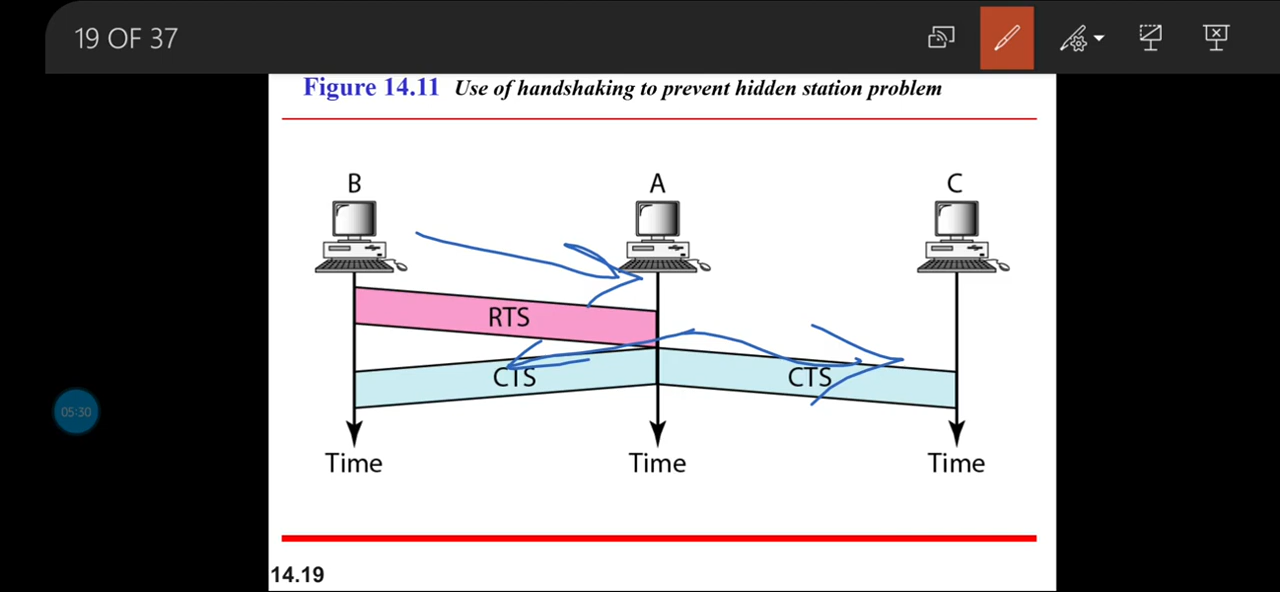 19 OF 37
Figure 14.11 Use of handshaking to prevent hidden station problem
B A C
RTS
CTS CTS
05:30
Time Time Time
14.19